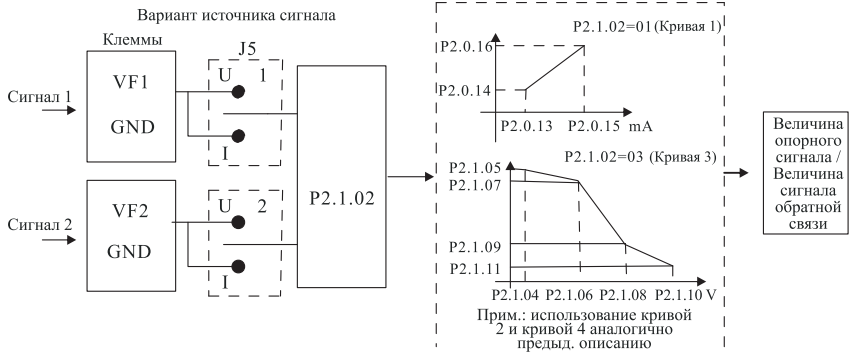 Вариант источника сигнала
Клеммы
J5
Сигнал 1
VF1
GND
U 1
I
Сигнал 2
VF2
GND
U 2
I
P2.1.02
P2.1.02=01 (Кривая 1)
P2.0.16
P2.0.14
P2.0.13 P2.0.15 mA
P2.1.02=03 (Кривая 3)
P2.1.05
P2.1.07
P2.1.09
P2.1.11
P2.1.04 P2.1.06 P2.1.08 P2.1.10 V
Прим.: использование кривой
2 и кривой 4 аналогично
предыд. описанию
Величина
опорного
сигнала /
Величина
сигнала
обратной
связи